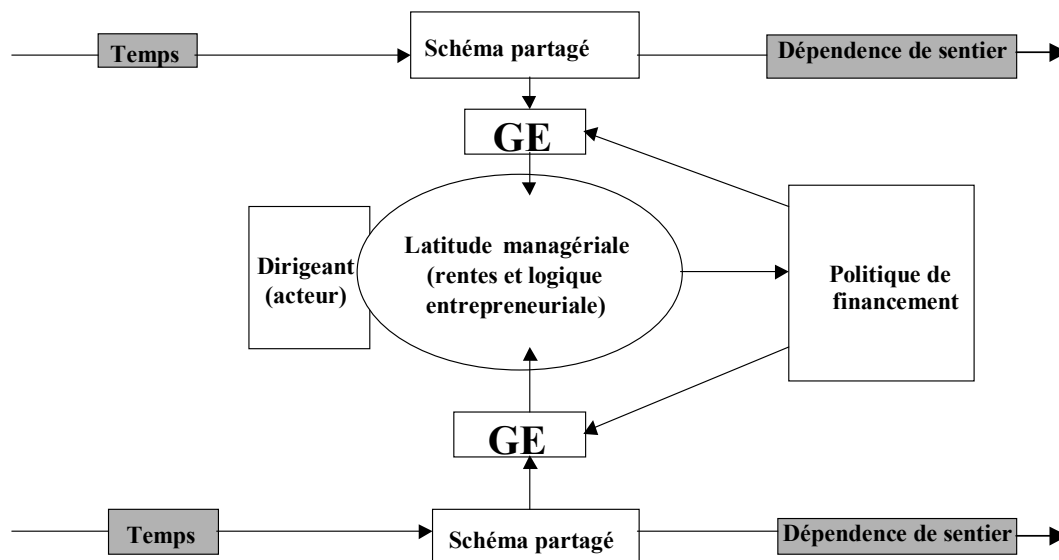 Temps
Schéma partagé
Dépendence de sentier
GE
Dirigeant
(acteur)
Latitude managériale
(rentes et logique
entrepreneuriale)
Politique de
financement
GE
Temps
Schéma partagé
Dépendence de sentier